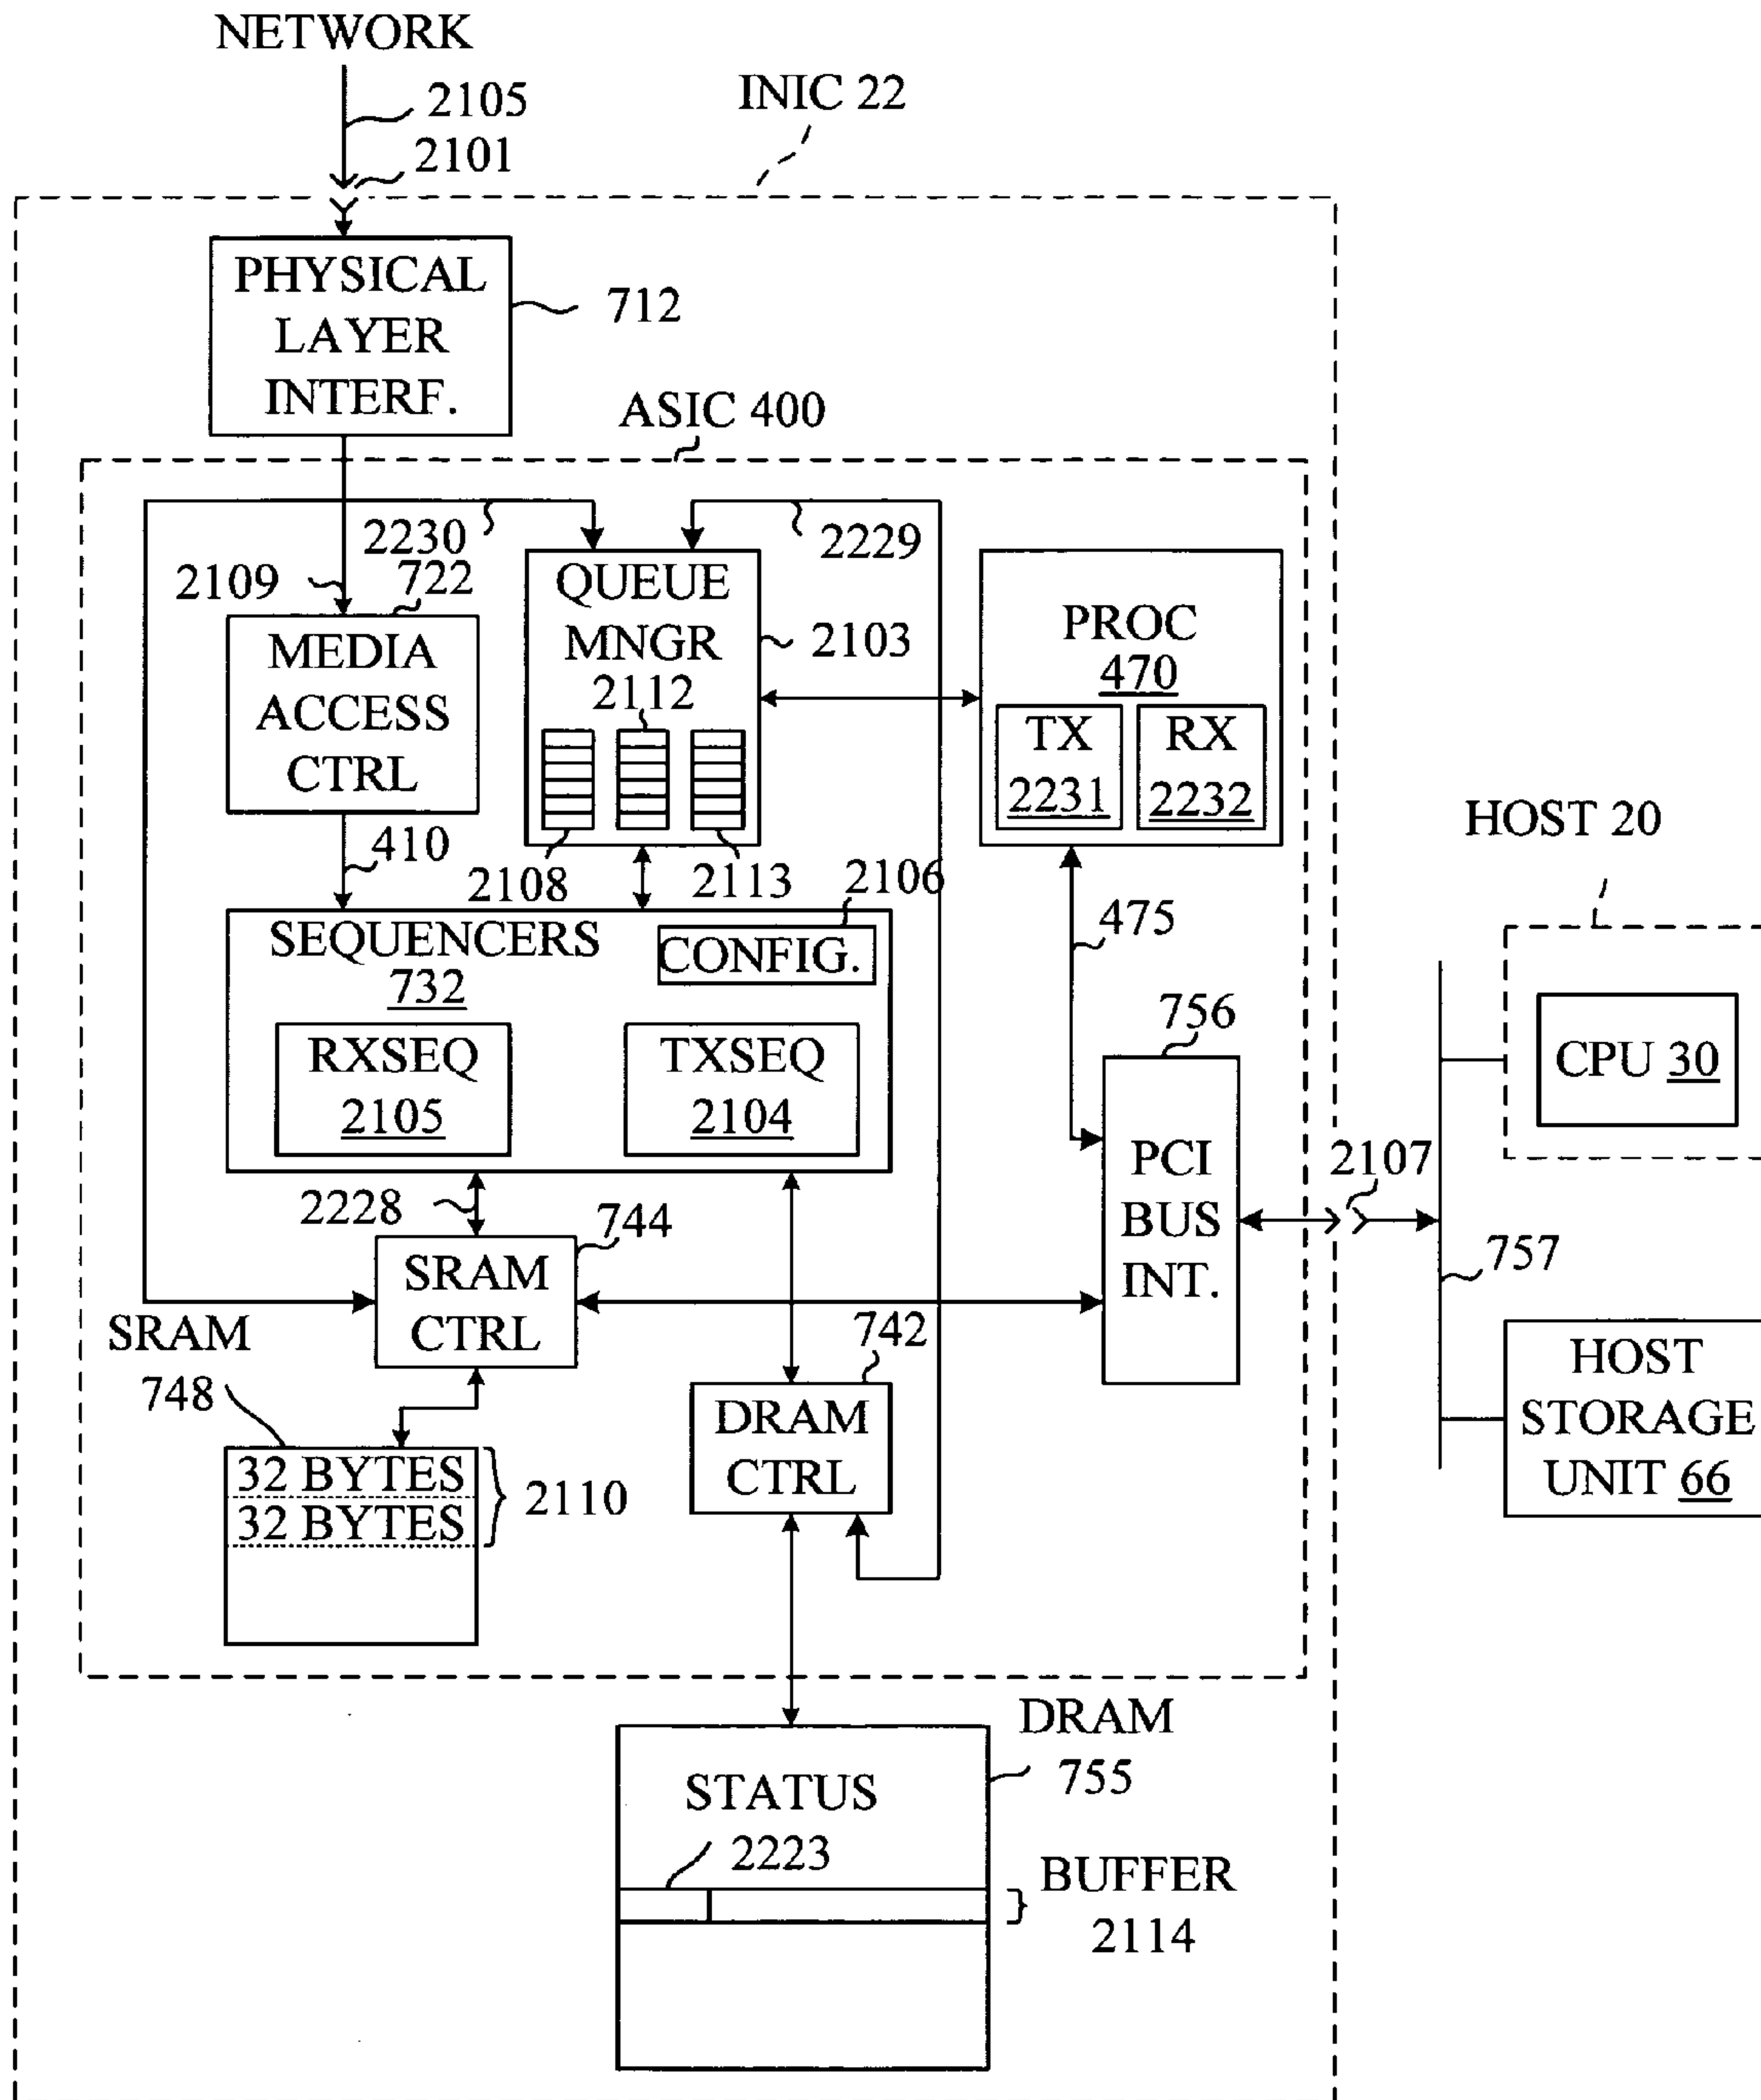 NETWORK
2105
2101
INIC 22
PHYSICAL
LAYER
INTERF.
712
ASIC 400
2230
2229
2109
722
MEDIA
ACCESS
CTRL
QUEUE
MNGR
2112
2103
PROC
470
TX
2231
RX
2232
HOST 20
410
2108
2113
2106
SEQUENCERS
732
CONFIG.
475
RXSEQ
2105
TXSEQ
2104
756
CPU 30
2228
744
PCI
BUS
INT.
2107
757
SRAM
CTRL
SRAM
748
742
DRAM
CTRL
HOST
STORAGE
UNIT 66
32 BYTES
32 BYTES
2110
DRAM
755
STATUS
2223
BUFFER
2114